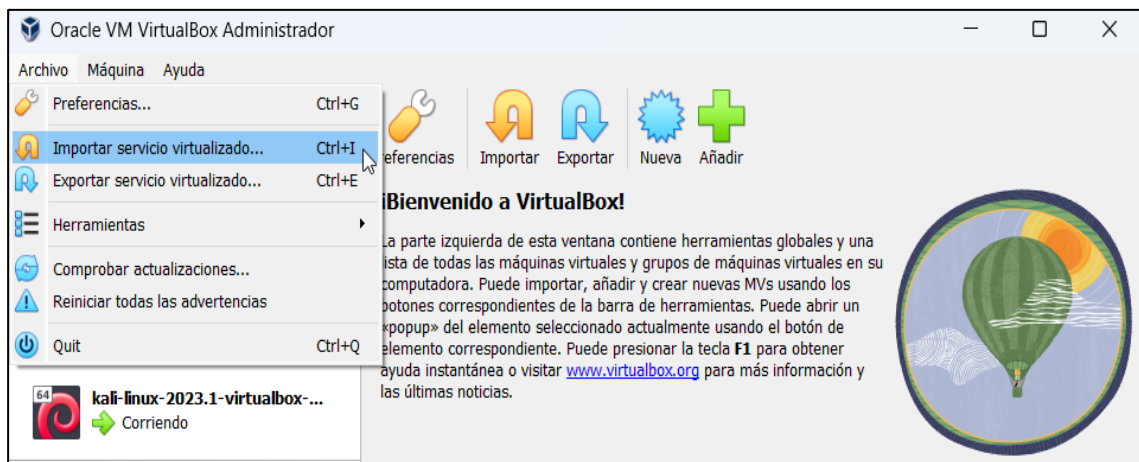 Oracle VM VirtualBox Administrador
Archivo Máquina Ayuda
Preferencias... Ctrl+G
Importar servicio virtualizado... Ctrl+I
Exportar servicio virtualizado... Ctrl+E
Herramientas
Comprobar actualizaciones...
Reiniciar todas las advertencias
Quit Ctrl+Q
referencias Importar Exportar Nueva Añadir
¡Bienvenido a VirtualBox!
La parte izquierda de esta ventana contiene herramientas globales y una
lista de todas las máquinas virtuales y grupos de máquinas virtuales en su
computadora. Puede importar, añadir y crear nuevas MVs usando los
botones correspondientes de la barra de herramientas. Puede abrir un
«popup» del elemento seleccionado actualmente usando el botón de
elemento correspondiente. Puede presionar la tecla F1 para obtener
ayuda instantánea o visitar www.virtualbox.org para más información y
las últimas noticias.
64
kali-linux-2023.1-virtualbox-...
Corriendo